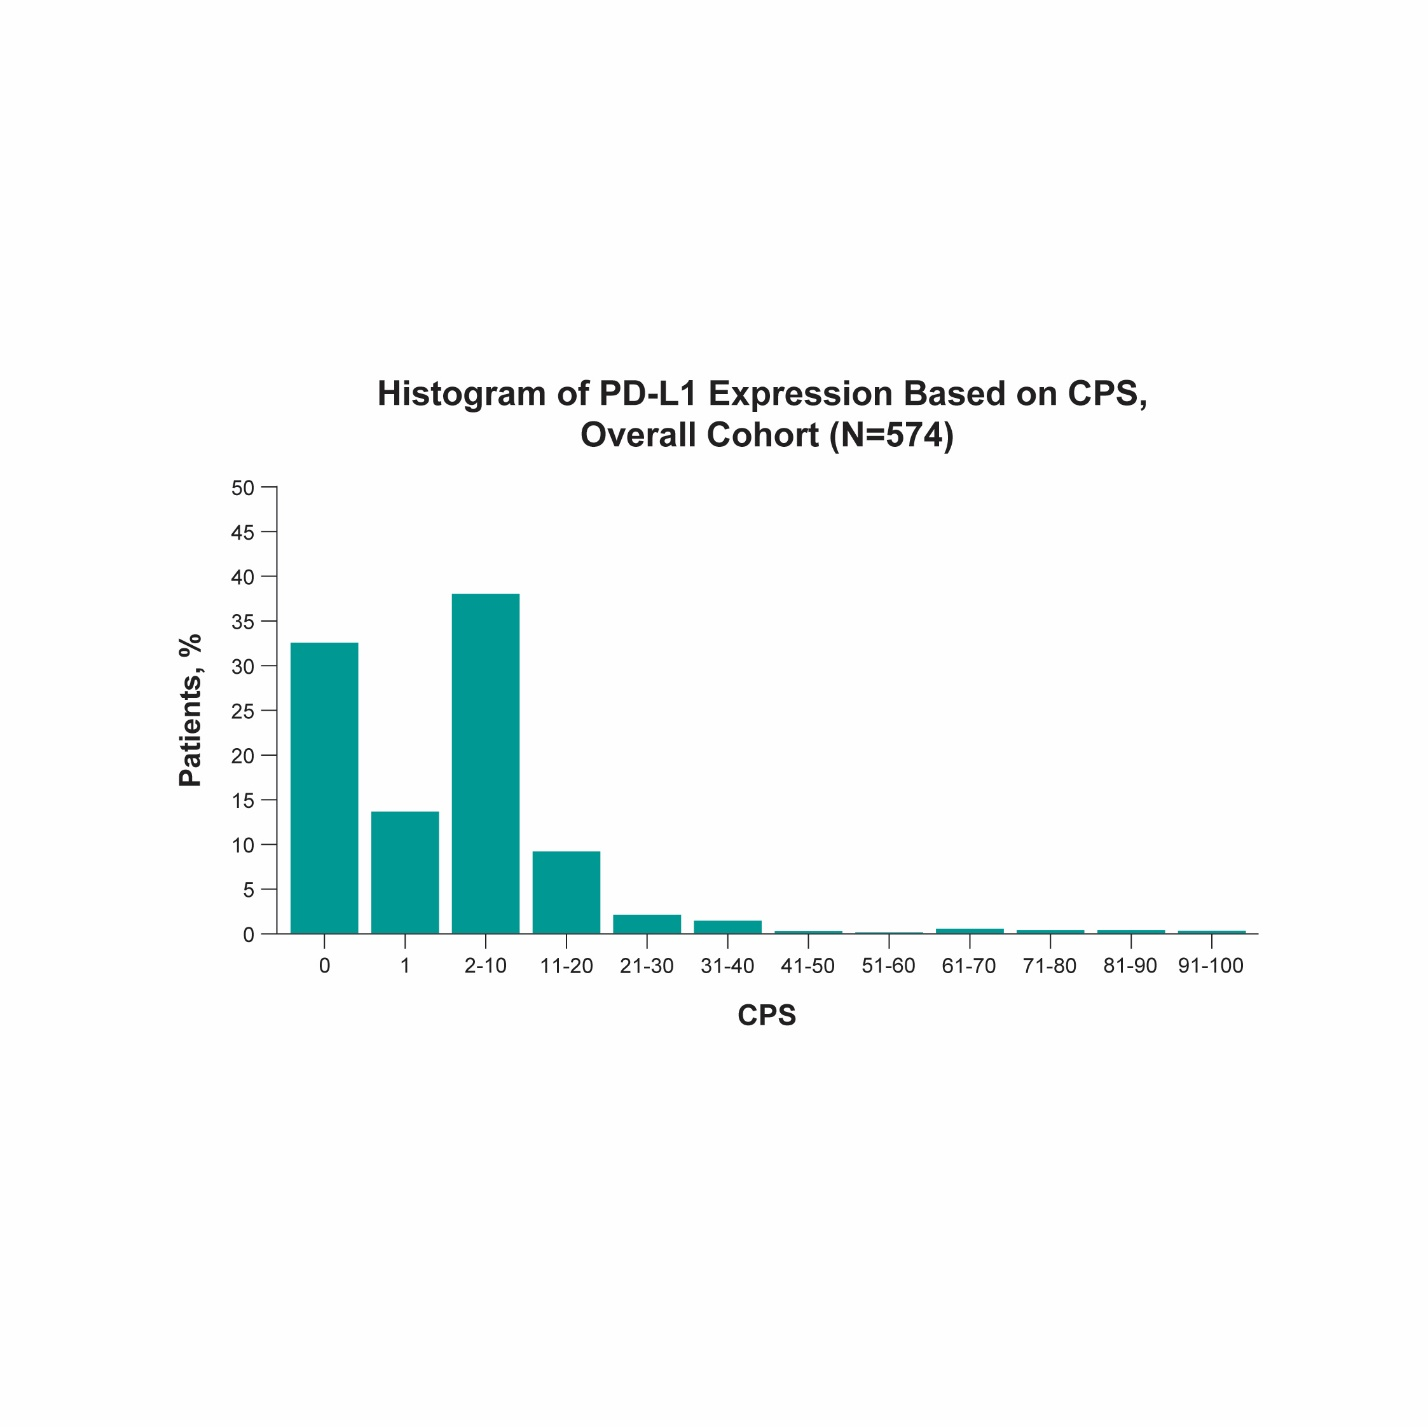 Histogram of PD-L1 Expression Based on CPS,
Overall Cohort (N=574)
50
45
40
35
30
25
20
15
10
5
0
Patients, %
0 1 2-10 11-20 21-30 31-40 41-50 51-60 61-70 71-80 81-90 91-100
CPS